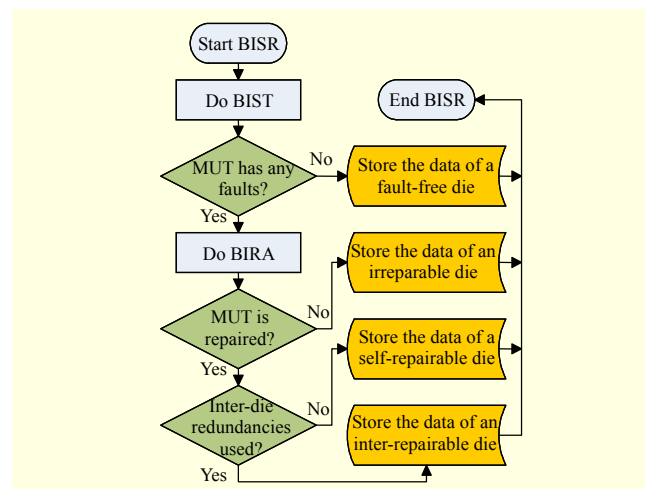 Start BISR
Do BIST
End BISR
MUT has any
faults?
No
Store the data of a
fault-free die
Yes
Do BIRA
Store the data of an
irreparable die
MUT is
repaired?
No
Yes
Store the data of a
self-repairable die
Inter-die
redundancies
used?
No
Store the data of an
inter-repairable die
Yes